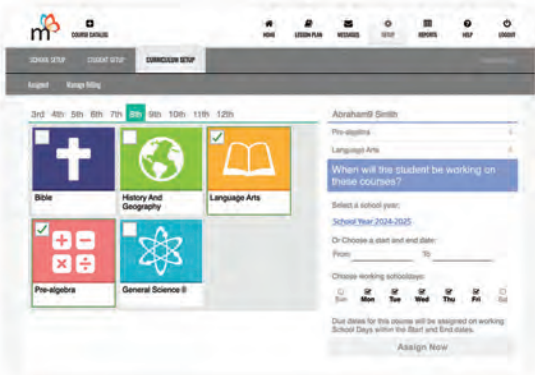 m
COURSE CATALOG
HOME
LESSON PLAN
MESSAGES
SETUP
REPORTS
HELP
LOGOUT
SCHOOL SETUP
STUDENT SETUP
CURRICULUM SETUP
Assigned
Manage Billing
3rd 4th 5th 6th 7th 8th 9th 10th 11th 12th
Bible
History And
Geography
Language Arts
Pre-algebra
General Science II
Abraham9 Smith
Pre-algebra
Language Arts
When will the student be working on
these courses?
Select a school year:
School Year 2024-2025
Or Choose a start and end date:
From
To
Choose working schooldays:
Sun Mon Tue Wed Thu Fri Sat
Due dates for this course will be assigned on working
School Days within the Start and End dates.
Assign Now